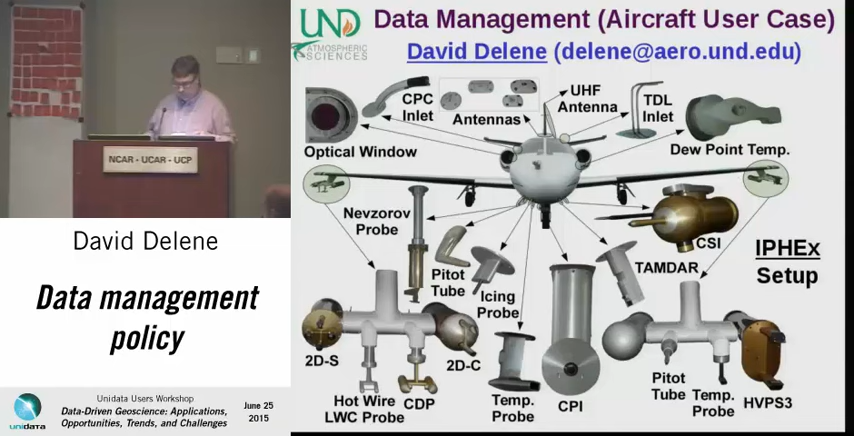 NCAR - UCAR - UCP
David Delene
Data management
policy
unidata
Unidata Users Workshop
Data-Driven Geoscience: Applications,
Opportunities, Trends, and Challenges
June 25
2015
UND
ATMOSPHERIC
SCIENCES
Data Management (Aircraft User Case)
David Delene (delene@aero.und.edu)
Optical Window
CPC
Inlet
Antennas
UHF
Antenna
TDL
Inlet
Dew Point Temp.
Nevzorov
Probe
Pitot
Tube
Icing
Probe
TAMDAR
CSI
IPHEx
Setup
2D-S
Hot Wire
LWC Probe
CDP
2D-C
Temp.
Probe
CPI
Pitot
Tube
Temp.
Probe
HVPS3